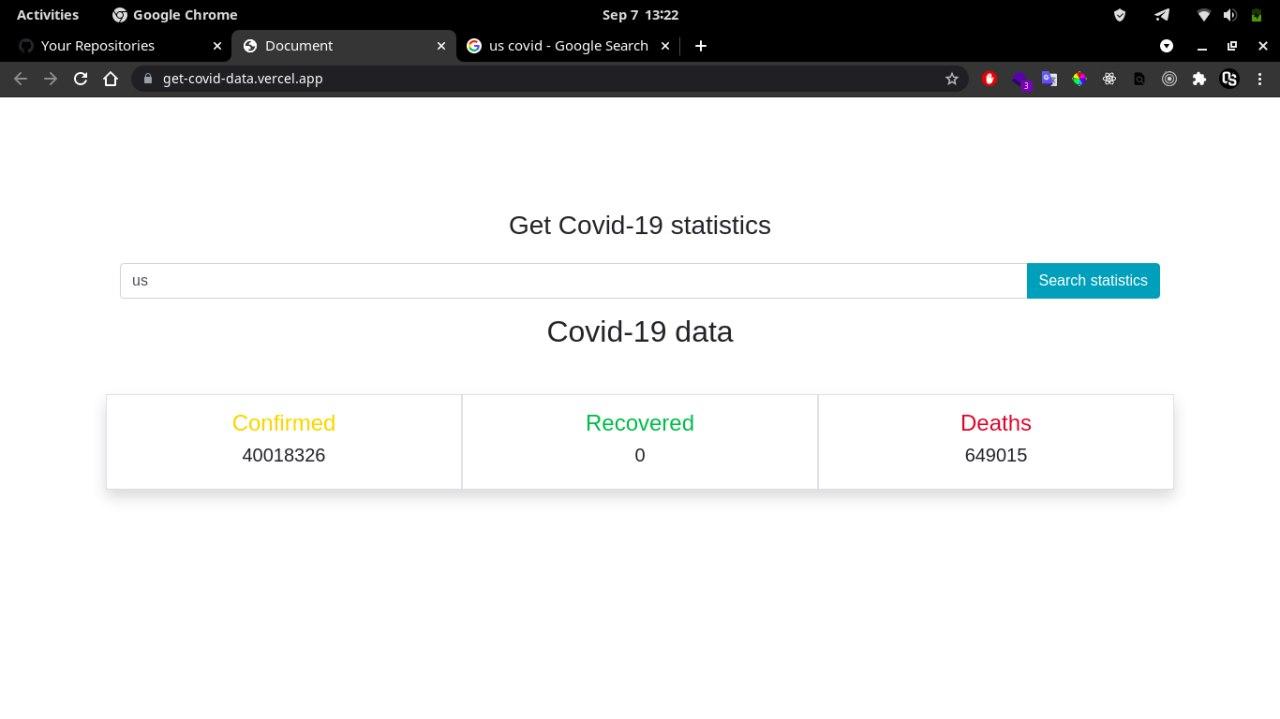 Activities Google Chrome Sep 7 13:22
Your Repositories Document us covid - Google Search
get-covid-data.vercel.app 3
Get Covid-19 statistics
us Search statistics
Covid-19 data
Confirmed Recovered Deaths
40018326 0 649015